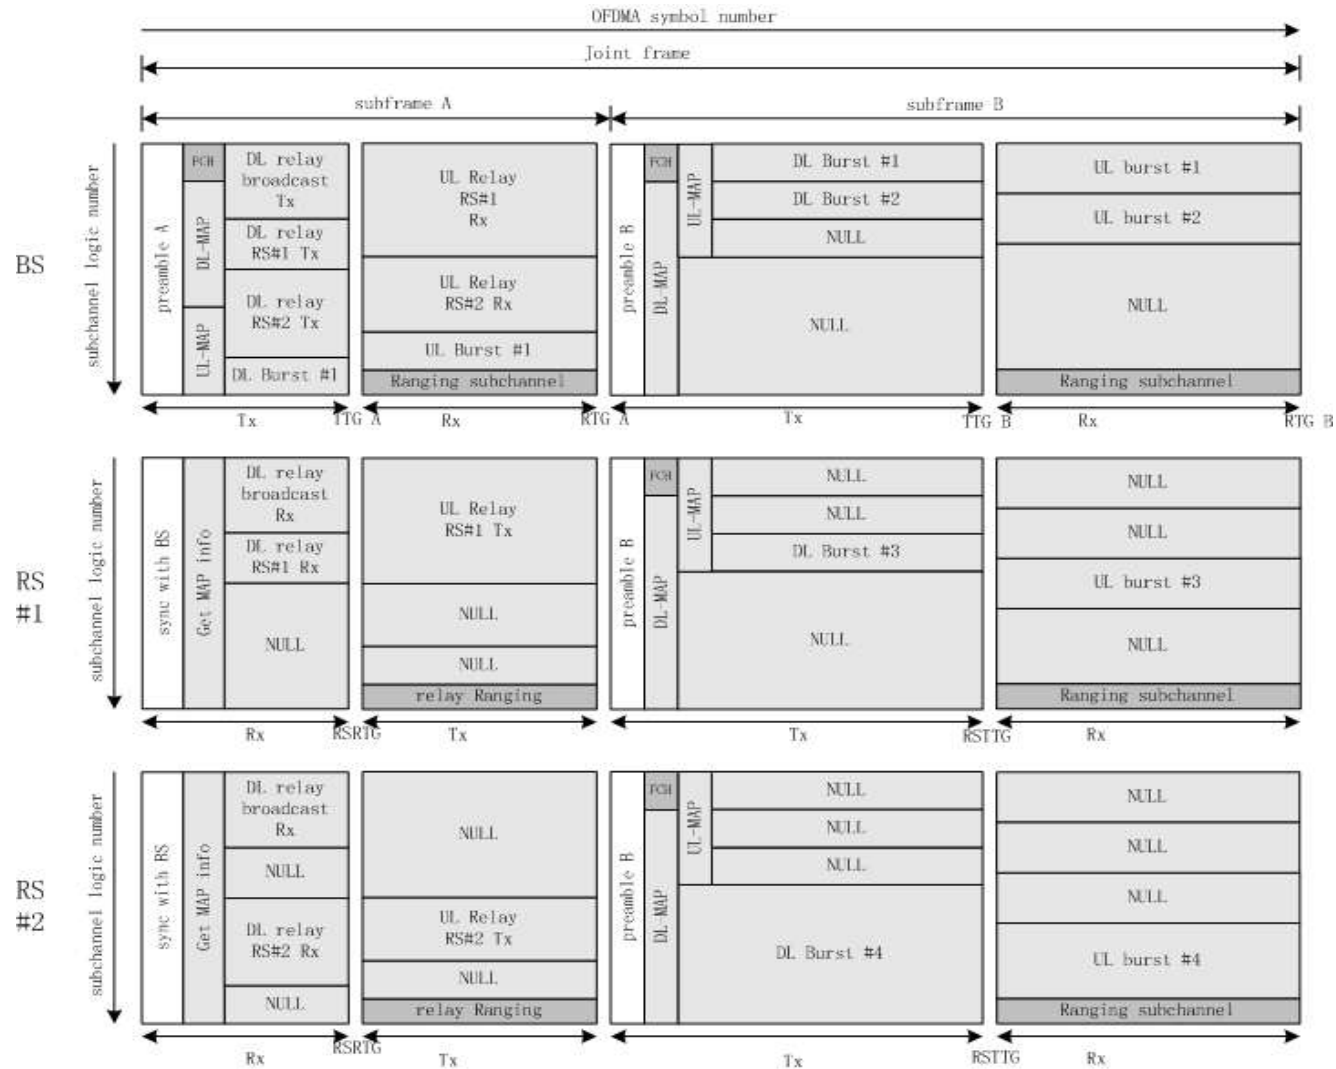 OFDMA symbol number
Joint frame
subframe A
subframe B
BS
subchannel logic number
preamble A
FCH
DL-MAP
UL-MAP
DL relay
broadcast
Tx
DL relay
RS#1 Tx
DL relay
RS#2 Tx
DL Burst #1
UL Relay
RS#1
Rx
UL Relay
RS#2 Rx
UL Burst #1
Ranging subchannel
preamble B
FCH
DL-MAP
UL-MAP
DL Burst #1
DL Burst #2
NULL
NULL
UL burst #1
UL burst #2
NULL
Ranging subchannel
Tx
TTG A
Rx
RTG A
Tx
TTG B
Rx
RTG B
RS
#1
subchannel logic number
sync with BS
Get MAP info
DL relay
broadcast
Rx
DL relay
RS#1 Rx
NULL
UL Relay
RS#1 Tx
NULL
NULL
relay Ranging
preamble B
FCH
DL-MAP
UL-MAP
NULL
NULL
DL Burst #3
NULL
NULL
NULL
UL burst #3
NULL
Ranging subchannel
Rx
RSRTG
Tx
Tx
RSTTG
Rx
RS
#2
subchannel logic number
sync with BS
Get MAP info
DL relay
broadcast
Rx
NULL
DL relay
RS#2 Rx
NULL
NULL
UL Relay
RS#2 Tx
NULL
relay Ranging
preamble B
FCH
DL-MAP
UL-MAP
NULL
NULL
NULL
DL Burst #4
NULL
NULL
NULL
UL burst #4
Ranging subchannel
Rx
RSRTG
Tx
Tx
RSTTG
Rx